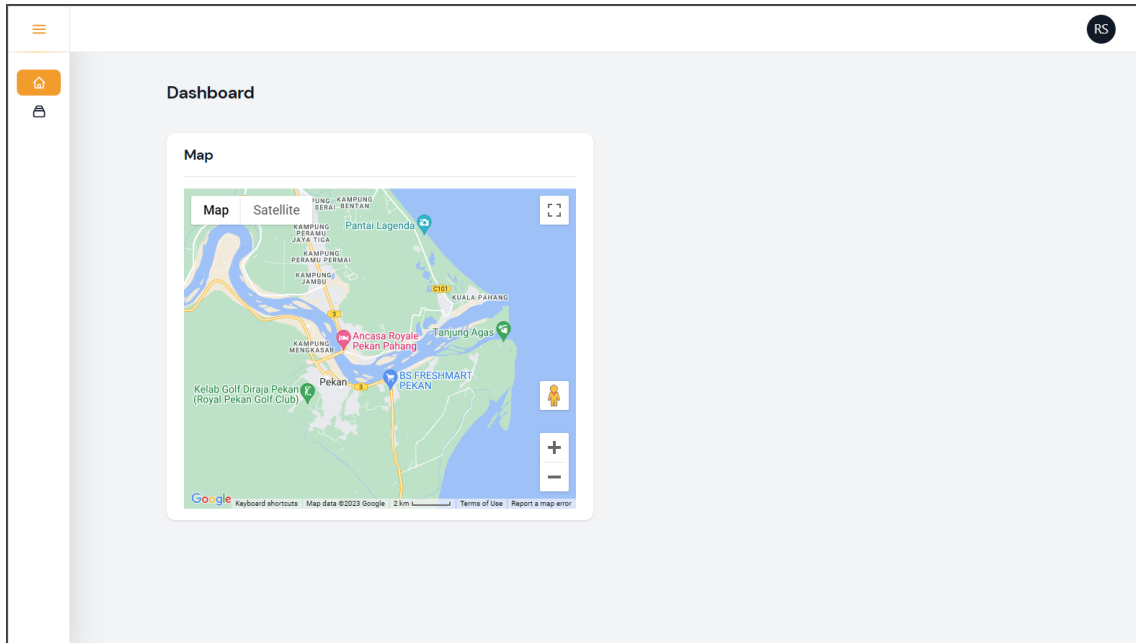 RS
Dashboard
Map
Map
Satellite
PUNG
SERAI
KAMPUNG
BENTAN
KAMPUNG
PERAMU
JAYA TIGA
Pantai Lagenda
KAMPUNG
PERAMU PERMAI
KAMPUNG
JAMBU
C101
KUALA PAHANG
3
Ancasa Royale
Pekan Pahang
Tanjung Agas
KAMPUNG
MENGKASAR
BS FRESHMART
PEKAN
Pekan
3
Kelab Golf Diraja Pekan
(Royal Pekan Golf Club)
Google
Keyboard shortcuts
Map data ©2023 Google
2 km
Terms of Use
Report a map error